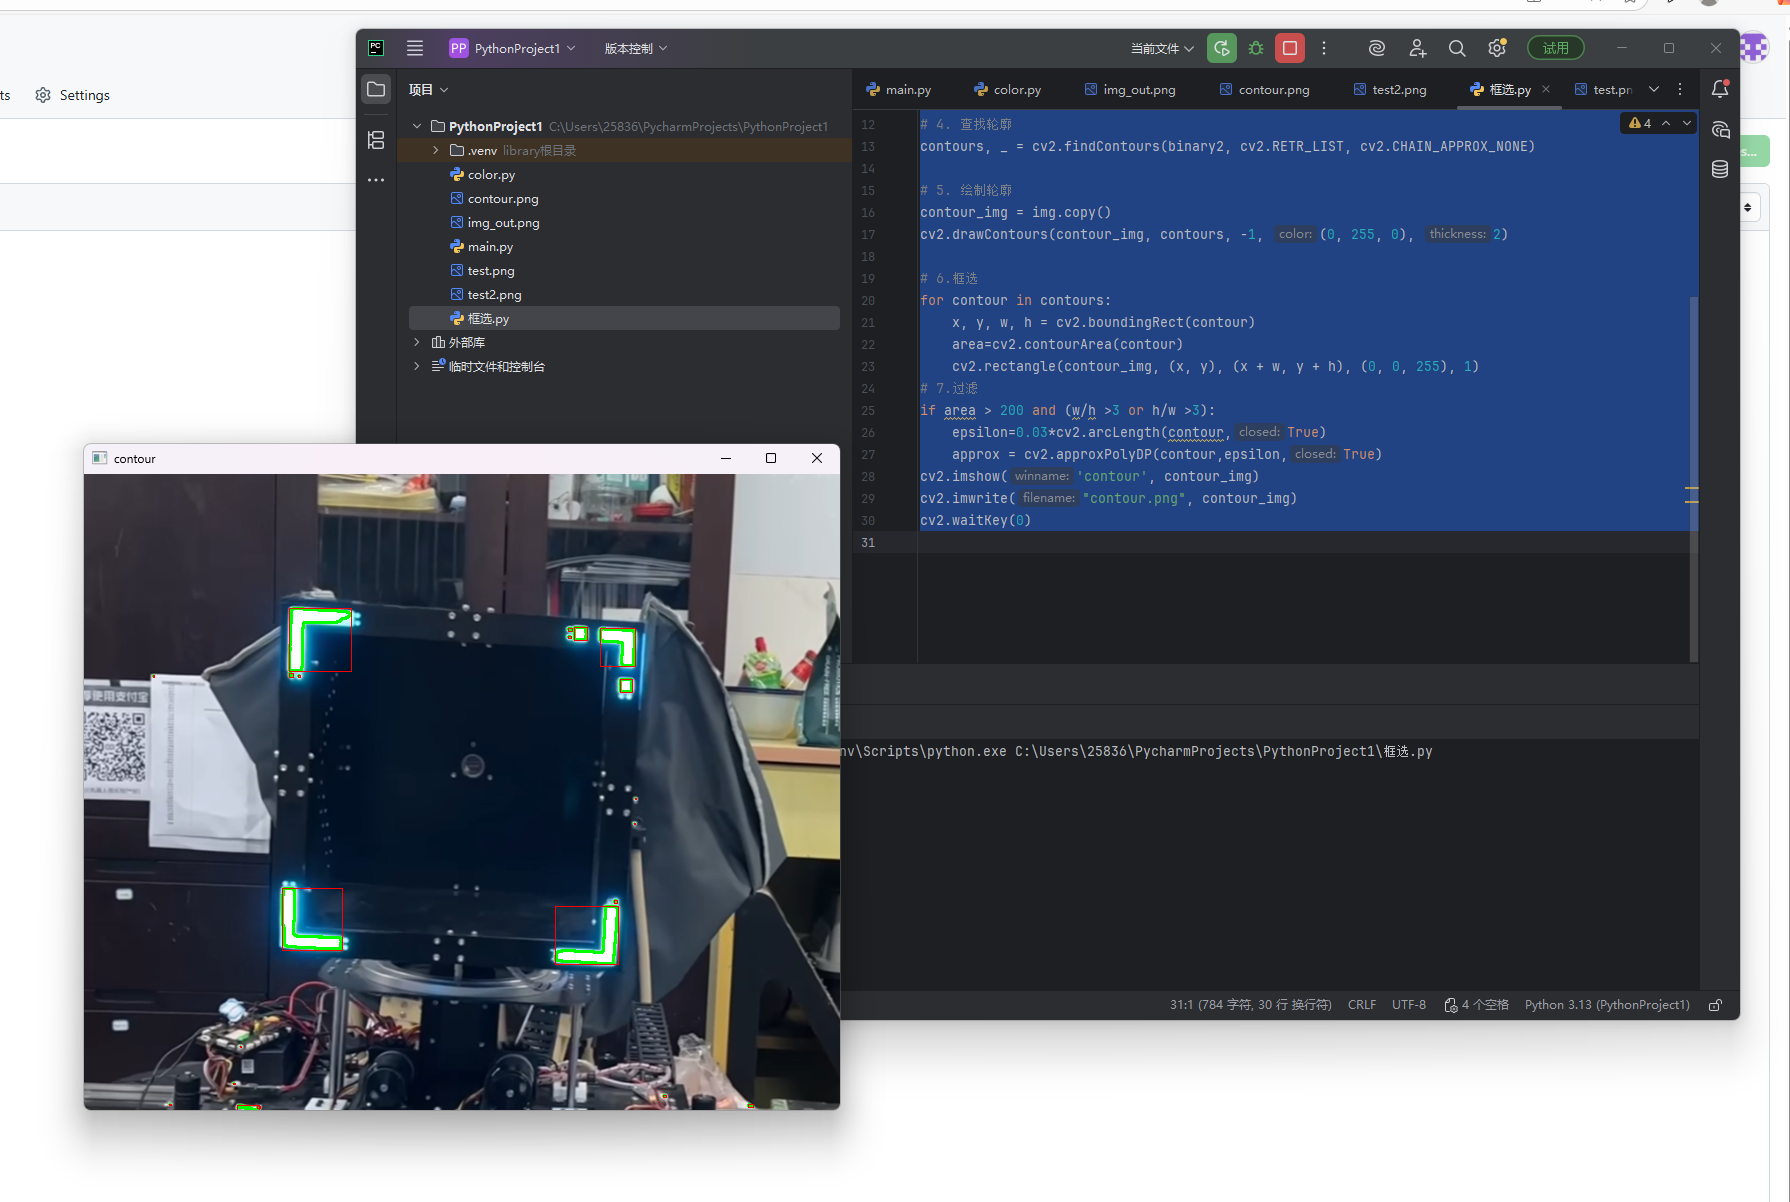 ts
Settings
PC
PP PythonProject1
版本控制
当前文件
试用
项目
main.py
color.py
img_out.png
contour.png
test2.png
框选.py
test.pn
PythonProject1 C:\Users\25836\PycharmProjects\PythonProject1
.venv library根目录
color.py
contour.png
img_out.png
main.py
test.png
test2.png
框选.py
外部库
临时文件和控制台
4
12 # 4. 查找轮廓
13 contours, _ = cv2.findContours(binary2, cv2.RETR_LIST, cv2.CHAIN_APPROX_NONE)
14
15 # 5. 绘制轮廓
16 contour_img = img.copy()
17 cv2.drawContours(contour_img, contours, -1, color: (0, 255, 0), thickness: 2)
18
19 # 6.框选
20 for contour in contours:
21 x, y, w, h = cv2.boundingRect(contour)
22 area=cv2.contourArea(contour)
23 cv2.rectangle(contour_img, (x, y), (x + w, y + h), (0, 0, 255), 1)
24 # 7.过滤
25 if area > 200 and (w/h >3 or h/w >3):
26 epsilon=0.03*cv2.arcLength(contour, closed: True)
27 approx = cv2.approxPolyDP(contour,epsilon, closed: True)
28 cv2.imshow( winname: 'contour', contour_img)
29 cv2.imwrite( filename: "contour.png", contour_img)
30 cv2.waitKey(0)
31
s...
contour
使用支付宝
nv\Scripts\python.exe C:\Users\25836\PycharmProjects\PythonProject1\框选.py
31:1 (784 字符, 30 行 换行符)
CRLF
UTF-8
4 个空格
Python 3.13 (PythonProject1)